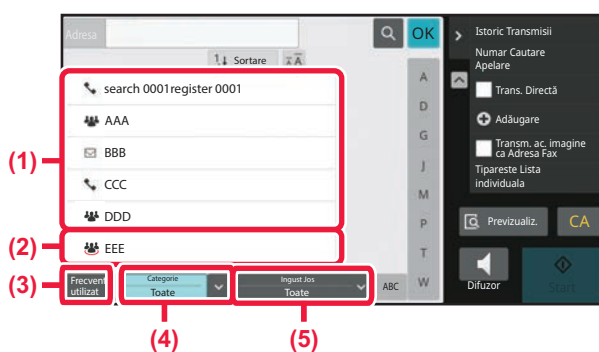 Adresa
OK
1 Sortare
search 0001register 0001
AAA
BBB
CCC
DDD
EEE
(1)
(2)
(3)
Frecvent
utilizat
Categorie
Toate
Ingust Jos
Toate
ABC
(4)
(5)
A
D
G
J
M
P
T
W
Istoric Transmisii
Numar Cautare
Apelare
Trans. Directă
Adăugare
Transm. ac. imagine
ca Adresa Fax
Tipareste Lista
individuala
Previzualiz.
CA
Difuzor
Start